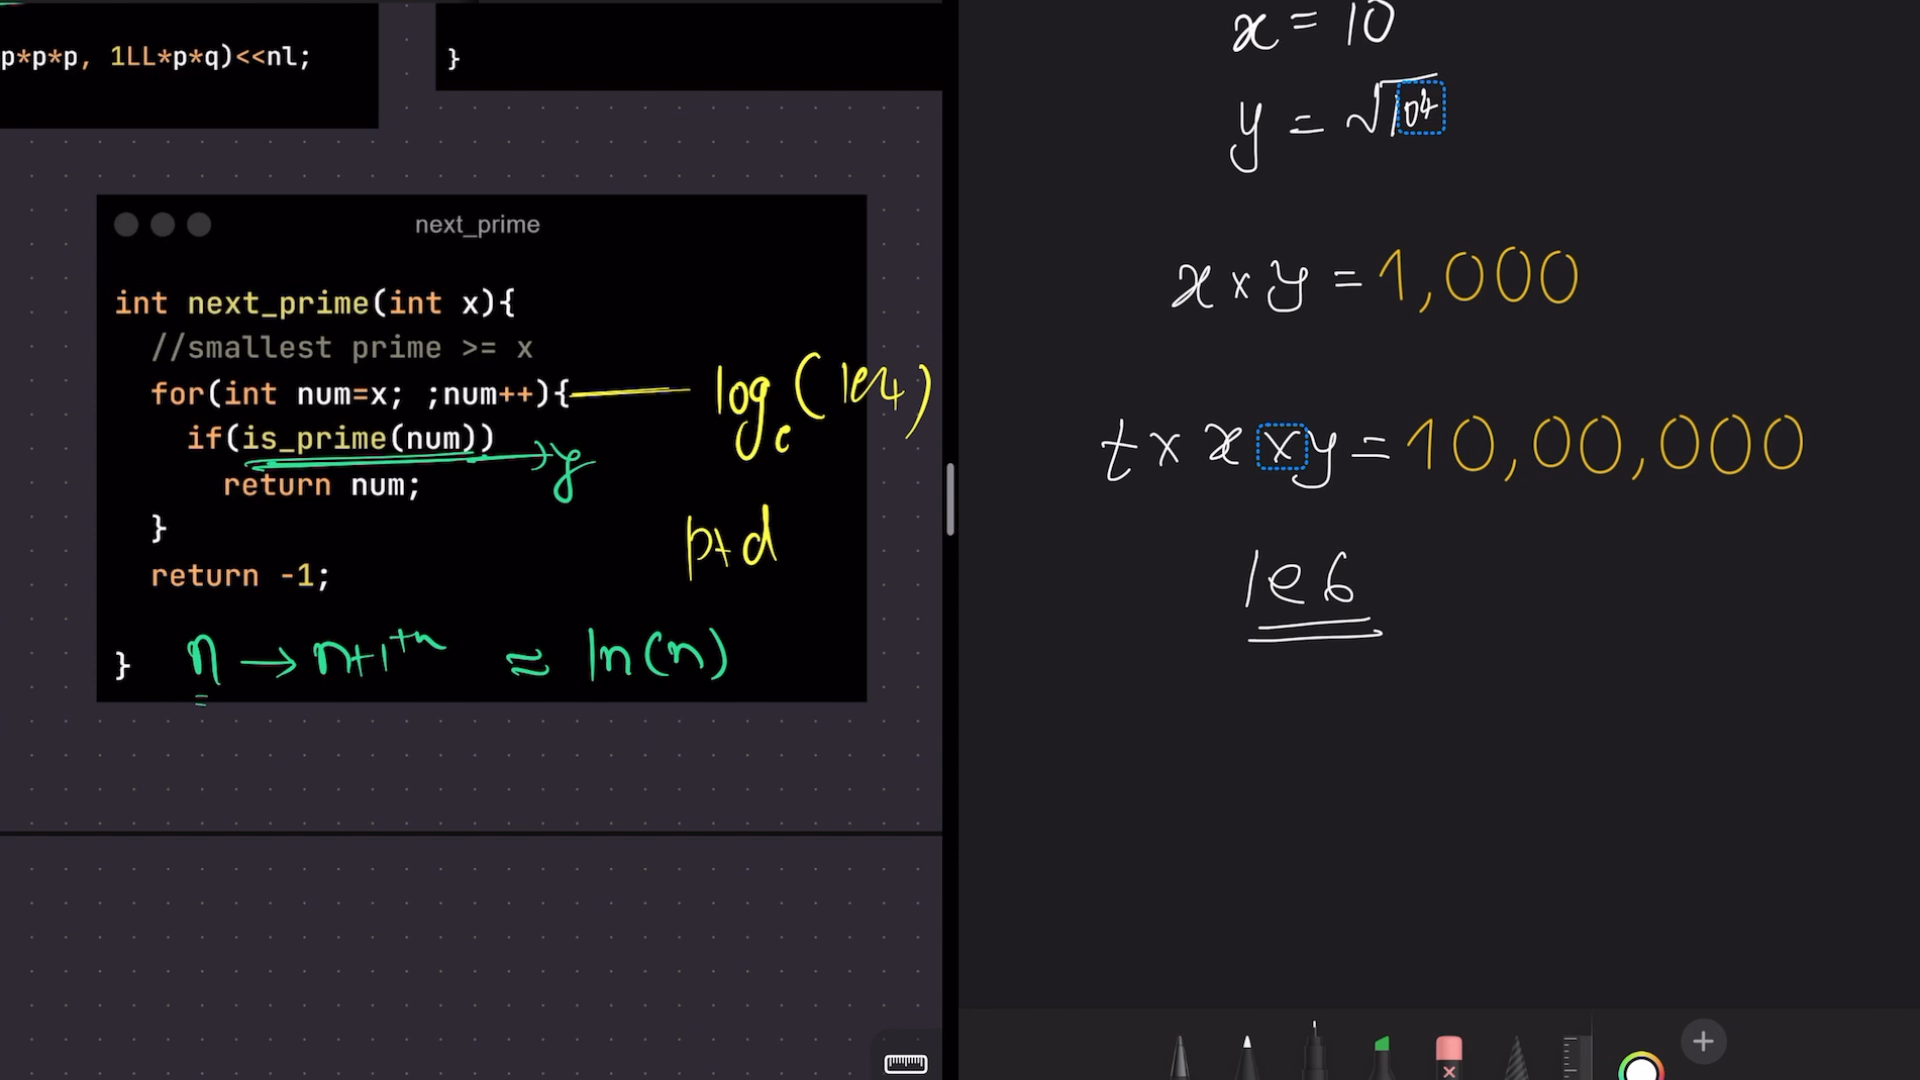 p*p*p, 1LL*p*q)<<nl;
}
next_prime
int next_prime(int x){
//smallest prime >= x
for(int num=x; ;num++){
log e (1e4)
if(is_prime(num))
y
return num;
}
p+d
return -1;
} n → n+1th ≈ ln(n)
x = 10
y = √104
x × y = 1,000
t × x × y = 10,00,000
1e6